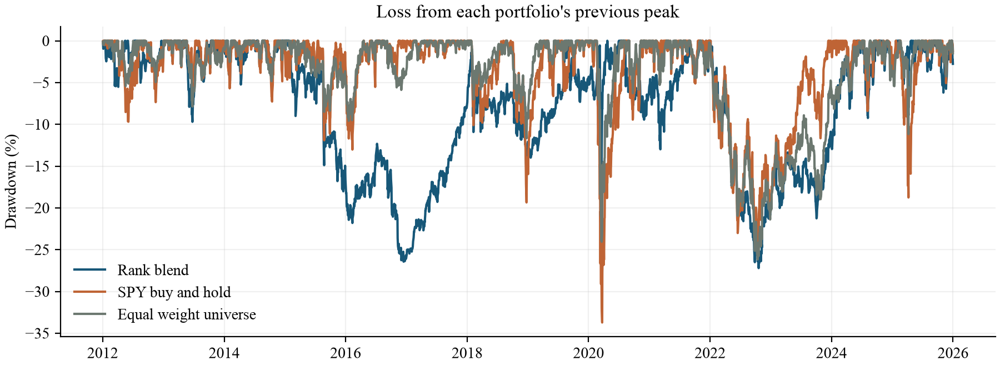 Loss from each portfolio's previous peak
Drawdown (%)
0
−5
−10
−15
−20
−25
−30
−35
Rank blend
SPY buy and hold
Equal weight universe
2012 2014 2016 2018 2020 2022 2024 2026